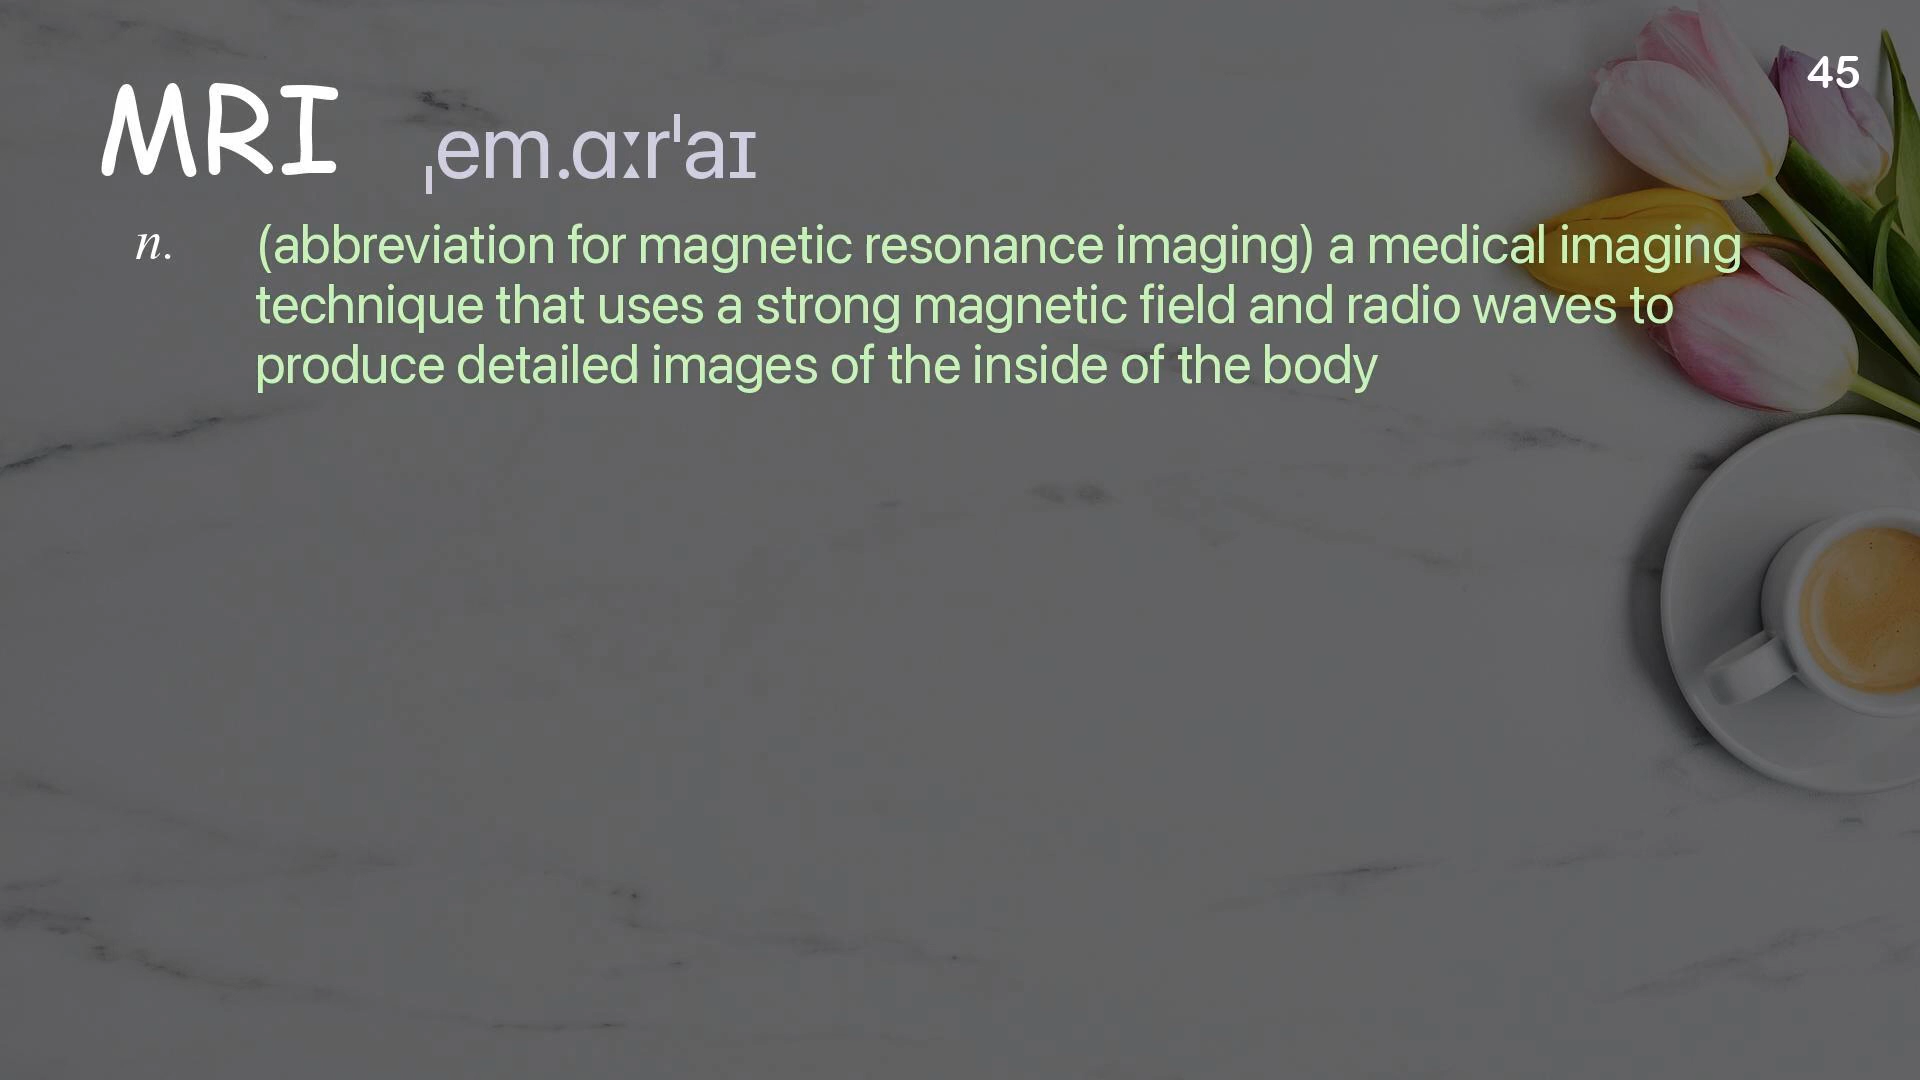 45
MRI ˌem.ɑːrˈaɪ
n. (abbreviation for magnetic resonance imaging) a medical imaging
technique that uses a strong magnetic field and radio waves to
produce detailed images of the inside of the body